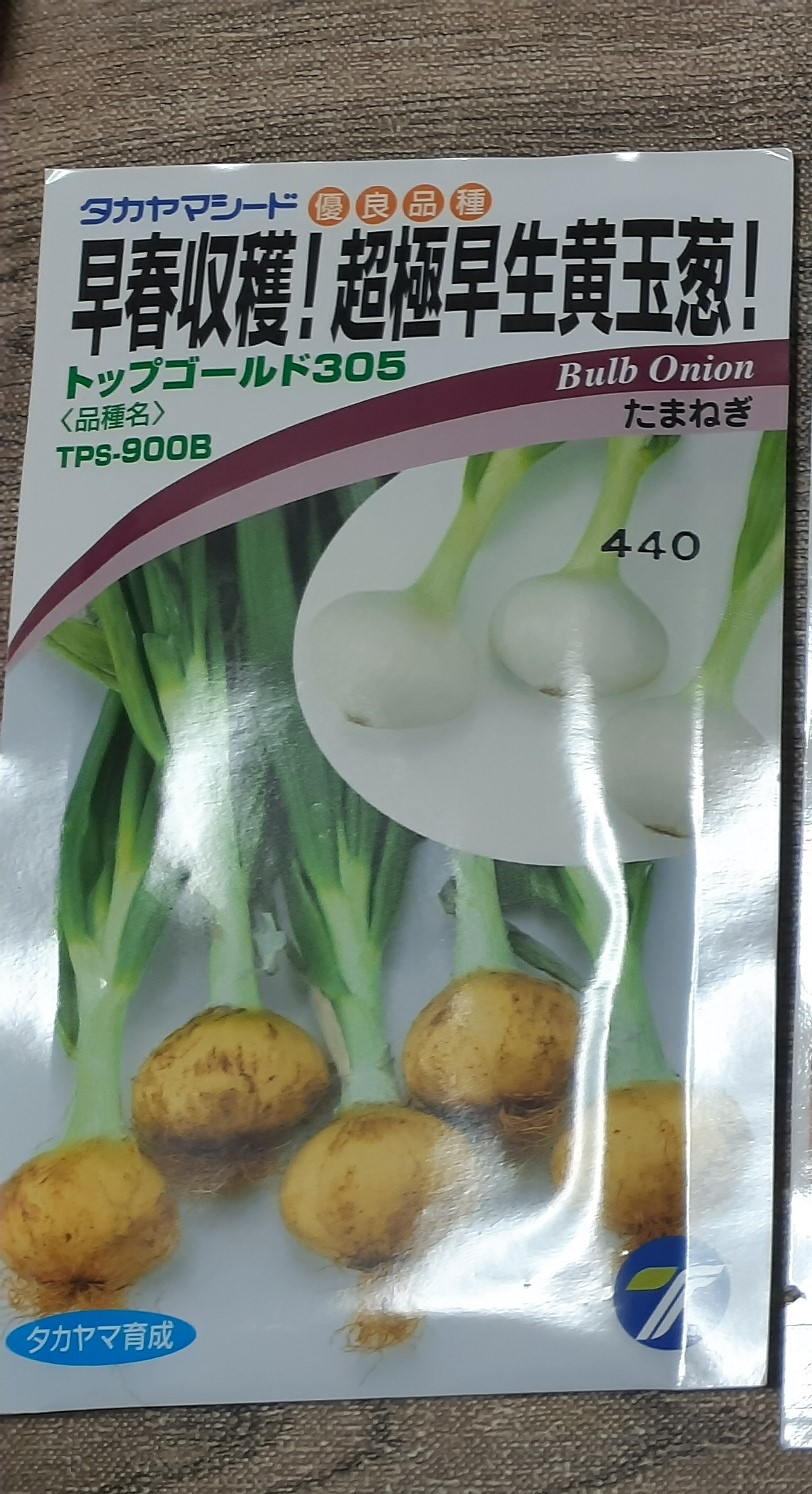 タカヤマシード 優良品種
早春収穫!超極早生黄玉葱!
トップゴールド305
Bulb Onion
〈品種名〉
たまねぎ
TPS-900B
440
タカヤマ育成